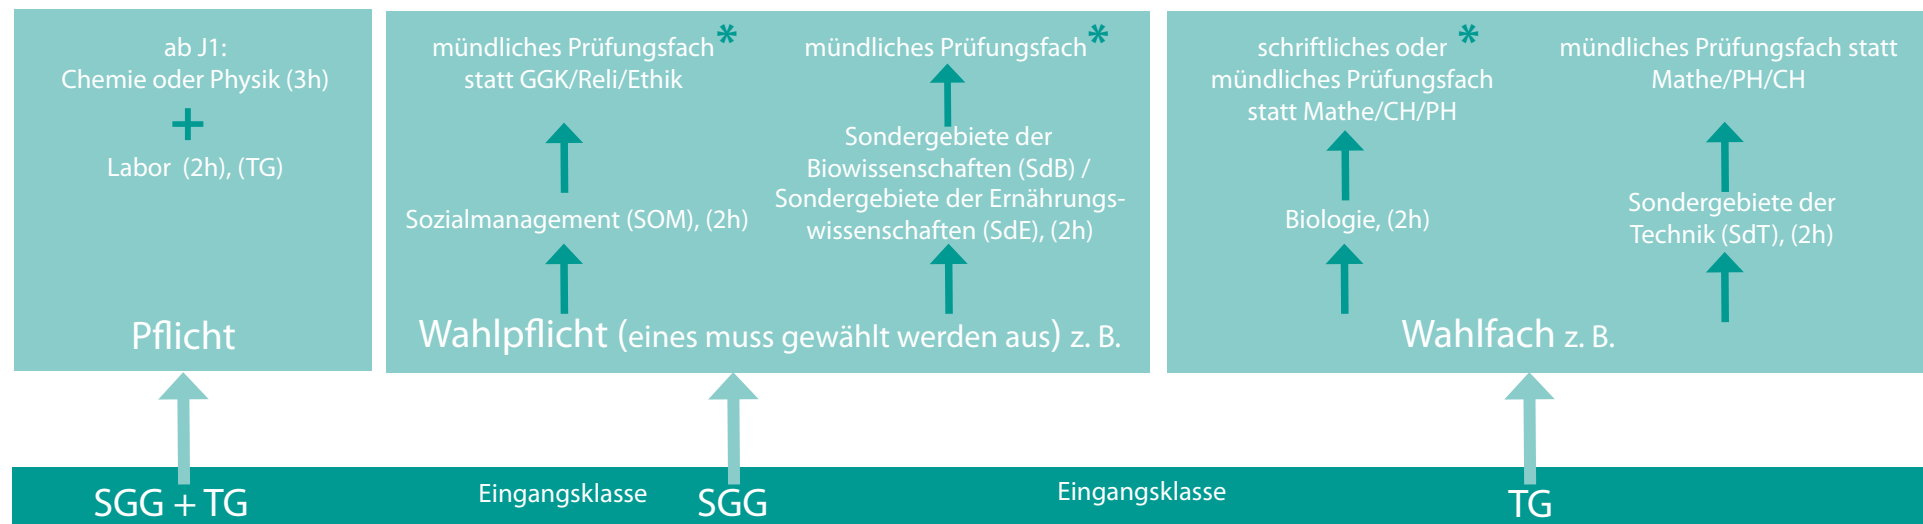 ab J1:
Chemie oder Physik (3h)
+
Labor (2h), (TG)
Pflicht
mündliches Prüfungsfach*
statt GGK/Reli/Ethik
Sozialmanagement (SOM), (2h)
mündliches Prüfungsfach*
Sondergebiete der
Biowissenschaften (SdB) /
Sondergebiete der Ernährungs-
wissenschaften (SdE), (2h)
Wahlpflicht (eines muss gewählt werden aus) z. B.
schriftliches oder *
mündliches Prüfungsfach
statt Mathe/CH/PH
Biologie, (2h)
mündliches Prüfungsfach statt
Mathe/PH/CH
Sondergebiete der
Technik (SdT), (2h)
Wahlfach z. B.
SGG + TG
Eingangsklasse
SGG
Eingangsklasse
TG